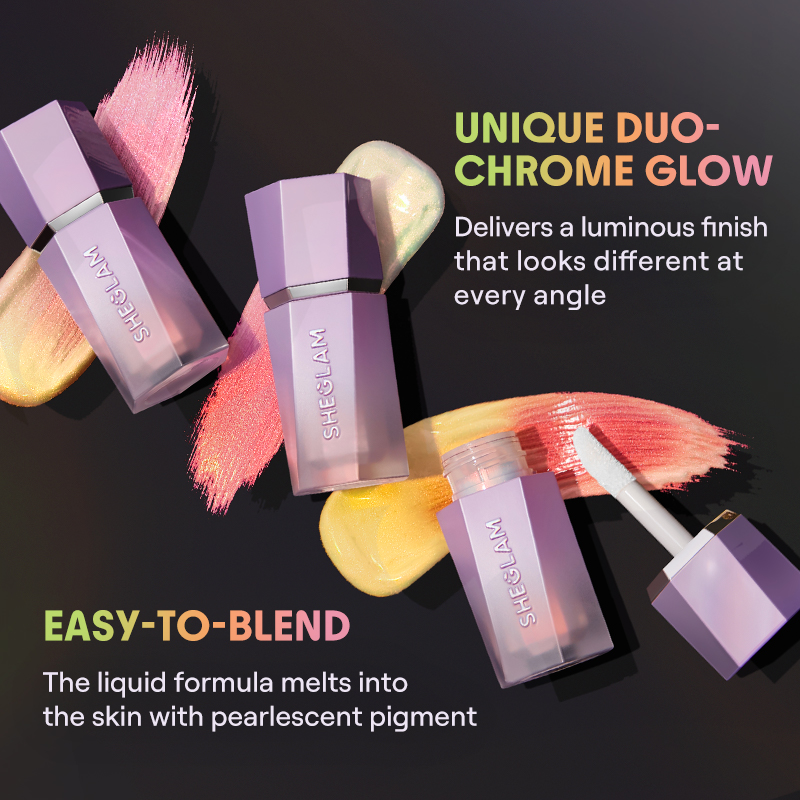 UNIQUE DUO-
CHROME GLOW
Delivers a luminous finish
that looks different at
every angle
SHEGLAM
SHEGLAM
SHEGLAM
EASY-TO-BLEND
The liquid formula melts into
the skin with pearlescent pigment